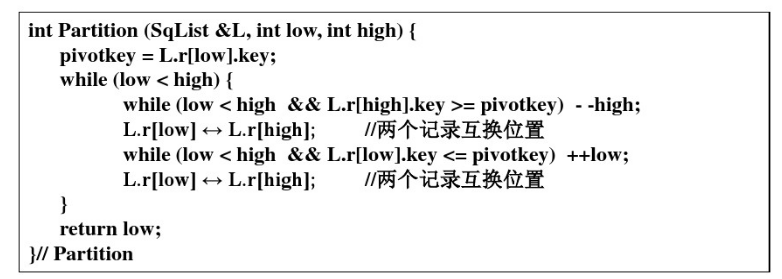 int Partition (SqList &L, int low, int high) {
pivotkey = L.r[low].key;
while (low < high) {
while (low < high && L.r[high].key >= pivotkey) - -high;
L.r[low] ↔ L.r[high]; //两个记录互换位置
while (low < high && L.r[low].key <= pivotkey) ++low;
L.r[low] ↔ L.r[high]; //两个记录互换位置
}
return low;
}// Partition